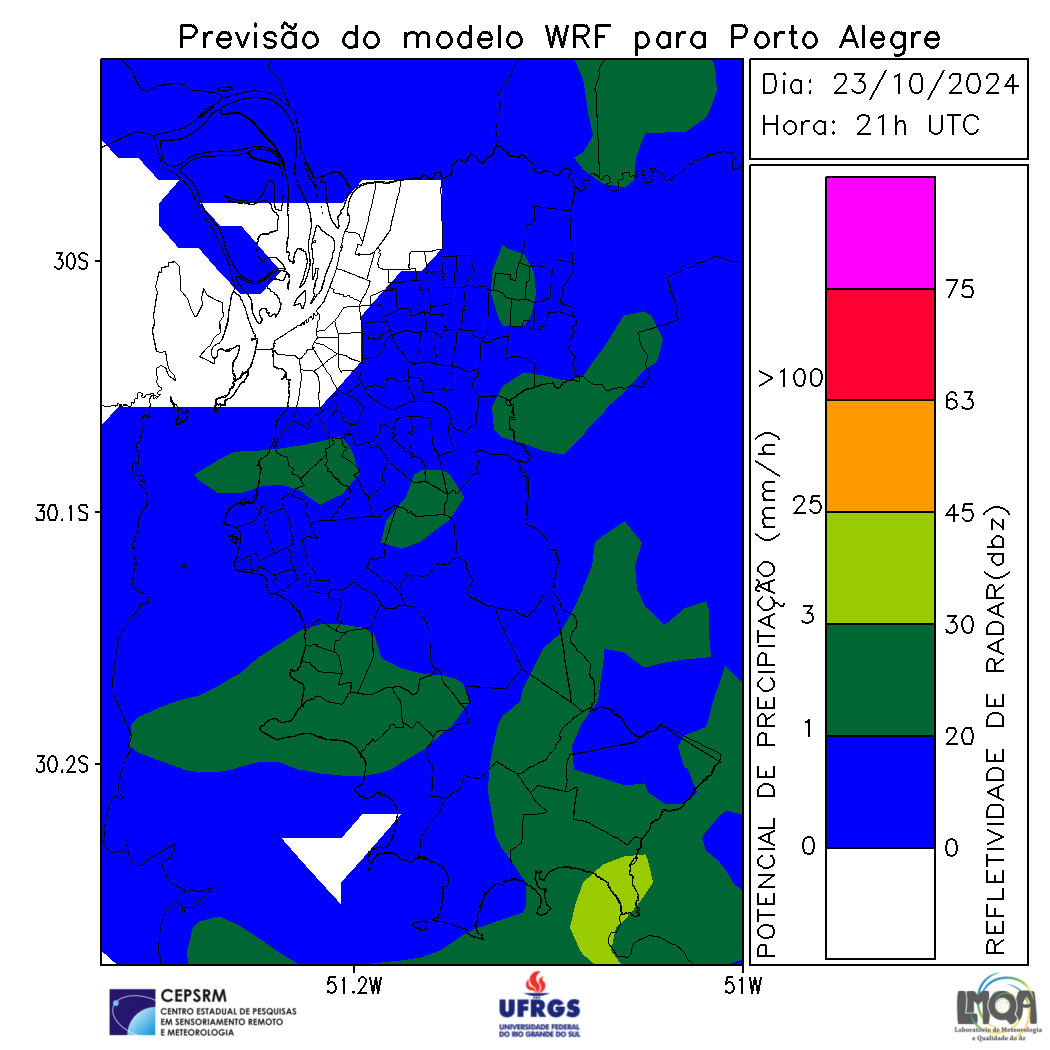 Previsão do modelo WRF para Porto Alegre
Dia: 23/10/2024
Hora: 21h UTC
30S
30.1S
30.2S
51.2W
51W
POTENCIAL DE PRECIPITAÇÃO (mm/h)
>100
25
3
1
0
75
63
45
30
20
0
REFLETIVIDADE DE RADAR(dbz)
CEPSRM
CENTRO ESTADUAL DE PESQUISAS
EM SENSORIAMENTO REMOTO
E METEOROLOGIA
UFRGS
UNIVERSIDADE FEDERAL
DO RIO GRANDE DO SUL
LMQA
Laboratório de Meteorologia
e Qualidade do Ar